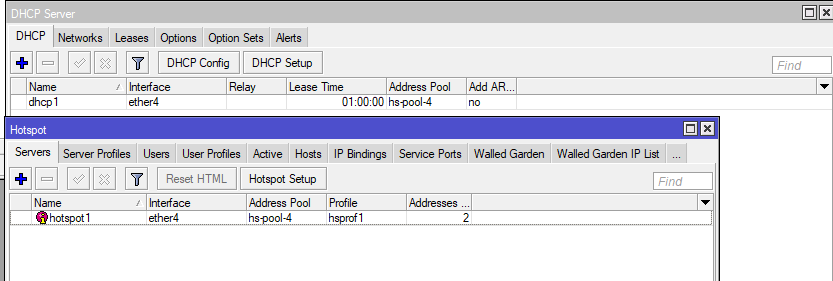 DHCP Server
DHCP Networks Leases Options Option Sets Alerts
DHCP Config DHCP Setup Find
Name Interface Relay Lease Time Address Pool Add AR...
dhcp1 ether4 01:00:00 hs-pool-4 no
Hotspot
Servers Server Profiles Users User Profiles Active Hosts IP Bindings Service Ports Walled Garden Walled Garden IP List ...
Reset HTML Hotspot Setup Find
Name Interface Address Pool Profile Addresses ...
hotspot1 ether4 hs-pool-4 hsprof1 2